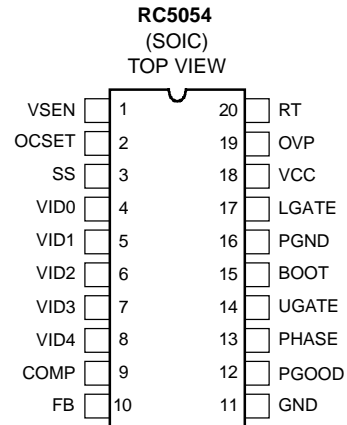 RC5054
(SOIC)
TOP VIEW
VSEN 1 20 RT
OCSET 2 19 OVP
SS 3 18 VCC
VID0 4 17 LGATE
VID1 5 16 PGND
VID2 6 15 BOOT
VID3 7 14 UGATE
VID4 8 13 PHASE
COMP 9 12 PGOOD
FB 10 11 GND